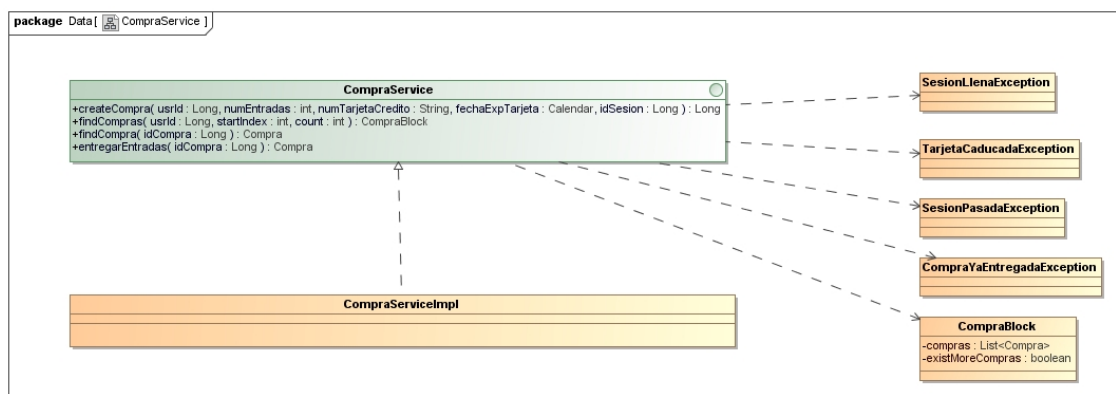 package Data[ CompraService ]
CompraService
+createCompra( usrId : Long, numEntradas : int, numTarjetaCredito : String, fechaExpTarjeta : Calendar, idSesion : Long ) : Long
+findCompras( usrId : Long, startIndex : int, count : int ) : CompraBlock
+findCompra( idCompra : Long ) : Compra
+entregarEntradas( idCompra : Long ) : Compra
CompraServiceImpl
SesionLlenaException
TarjetaCaducadaException
SesionPasadaException
CompraYaEntregadaException
CompraBlock
-compras : List<Compra>
-existMoreCompras : boolean